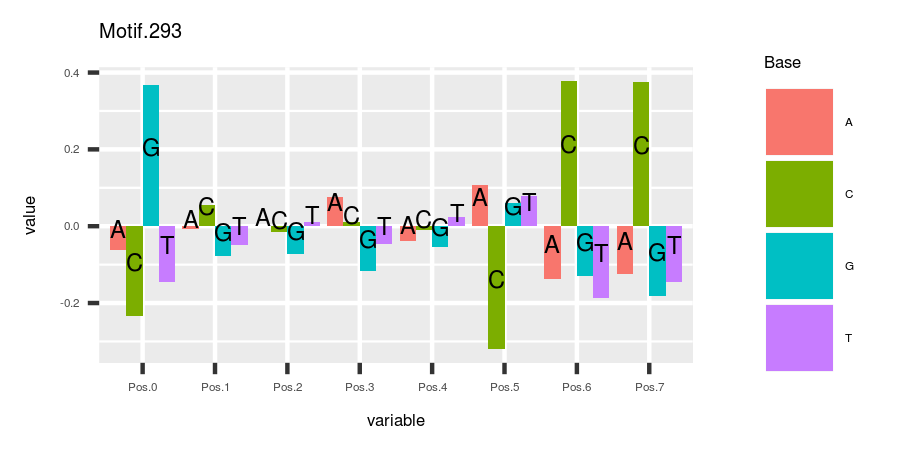 Motif.293
value
0.4
0.2
0.0
-0.2
A C G T
A C G T
A C G T
A C G T
A C G T
A C G T
A C G T
A C G T
Pos.0 Pos.1 Pos.2 Pos.3 Pos.4 Pos.5 Pos.6 Pos.7
variable
Base
A
C
G
T